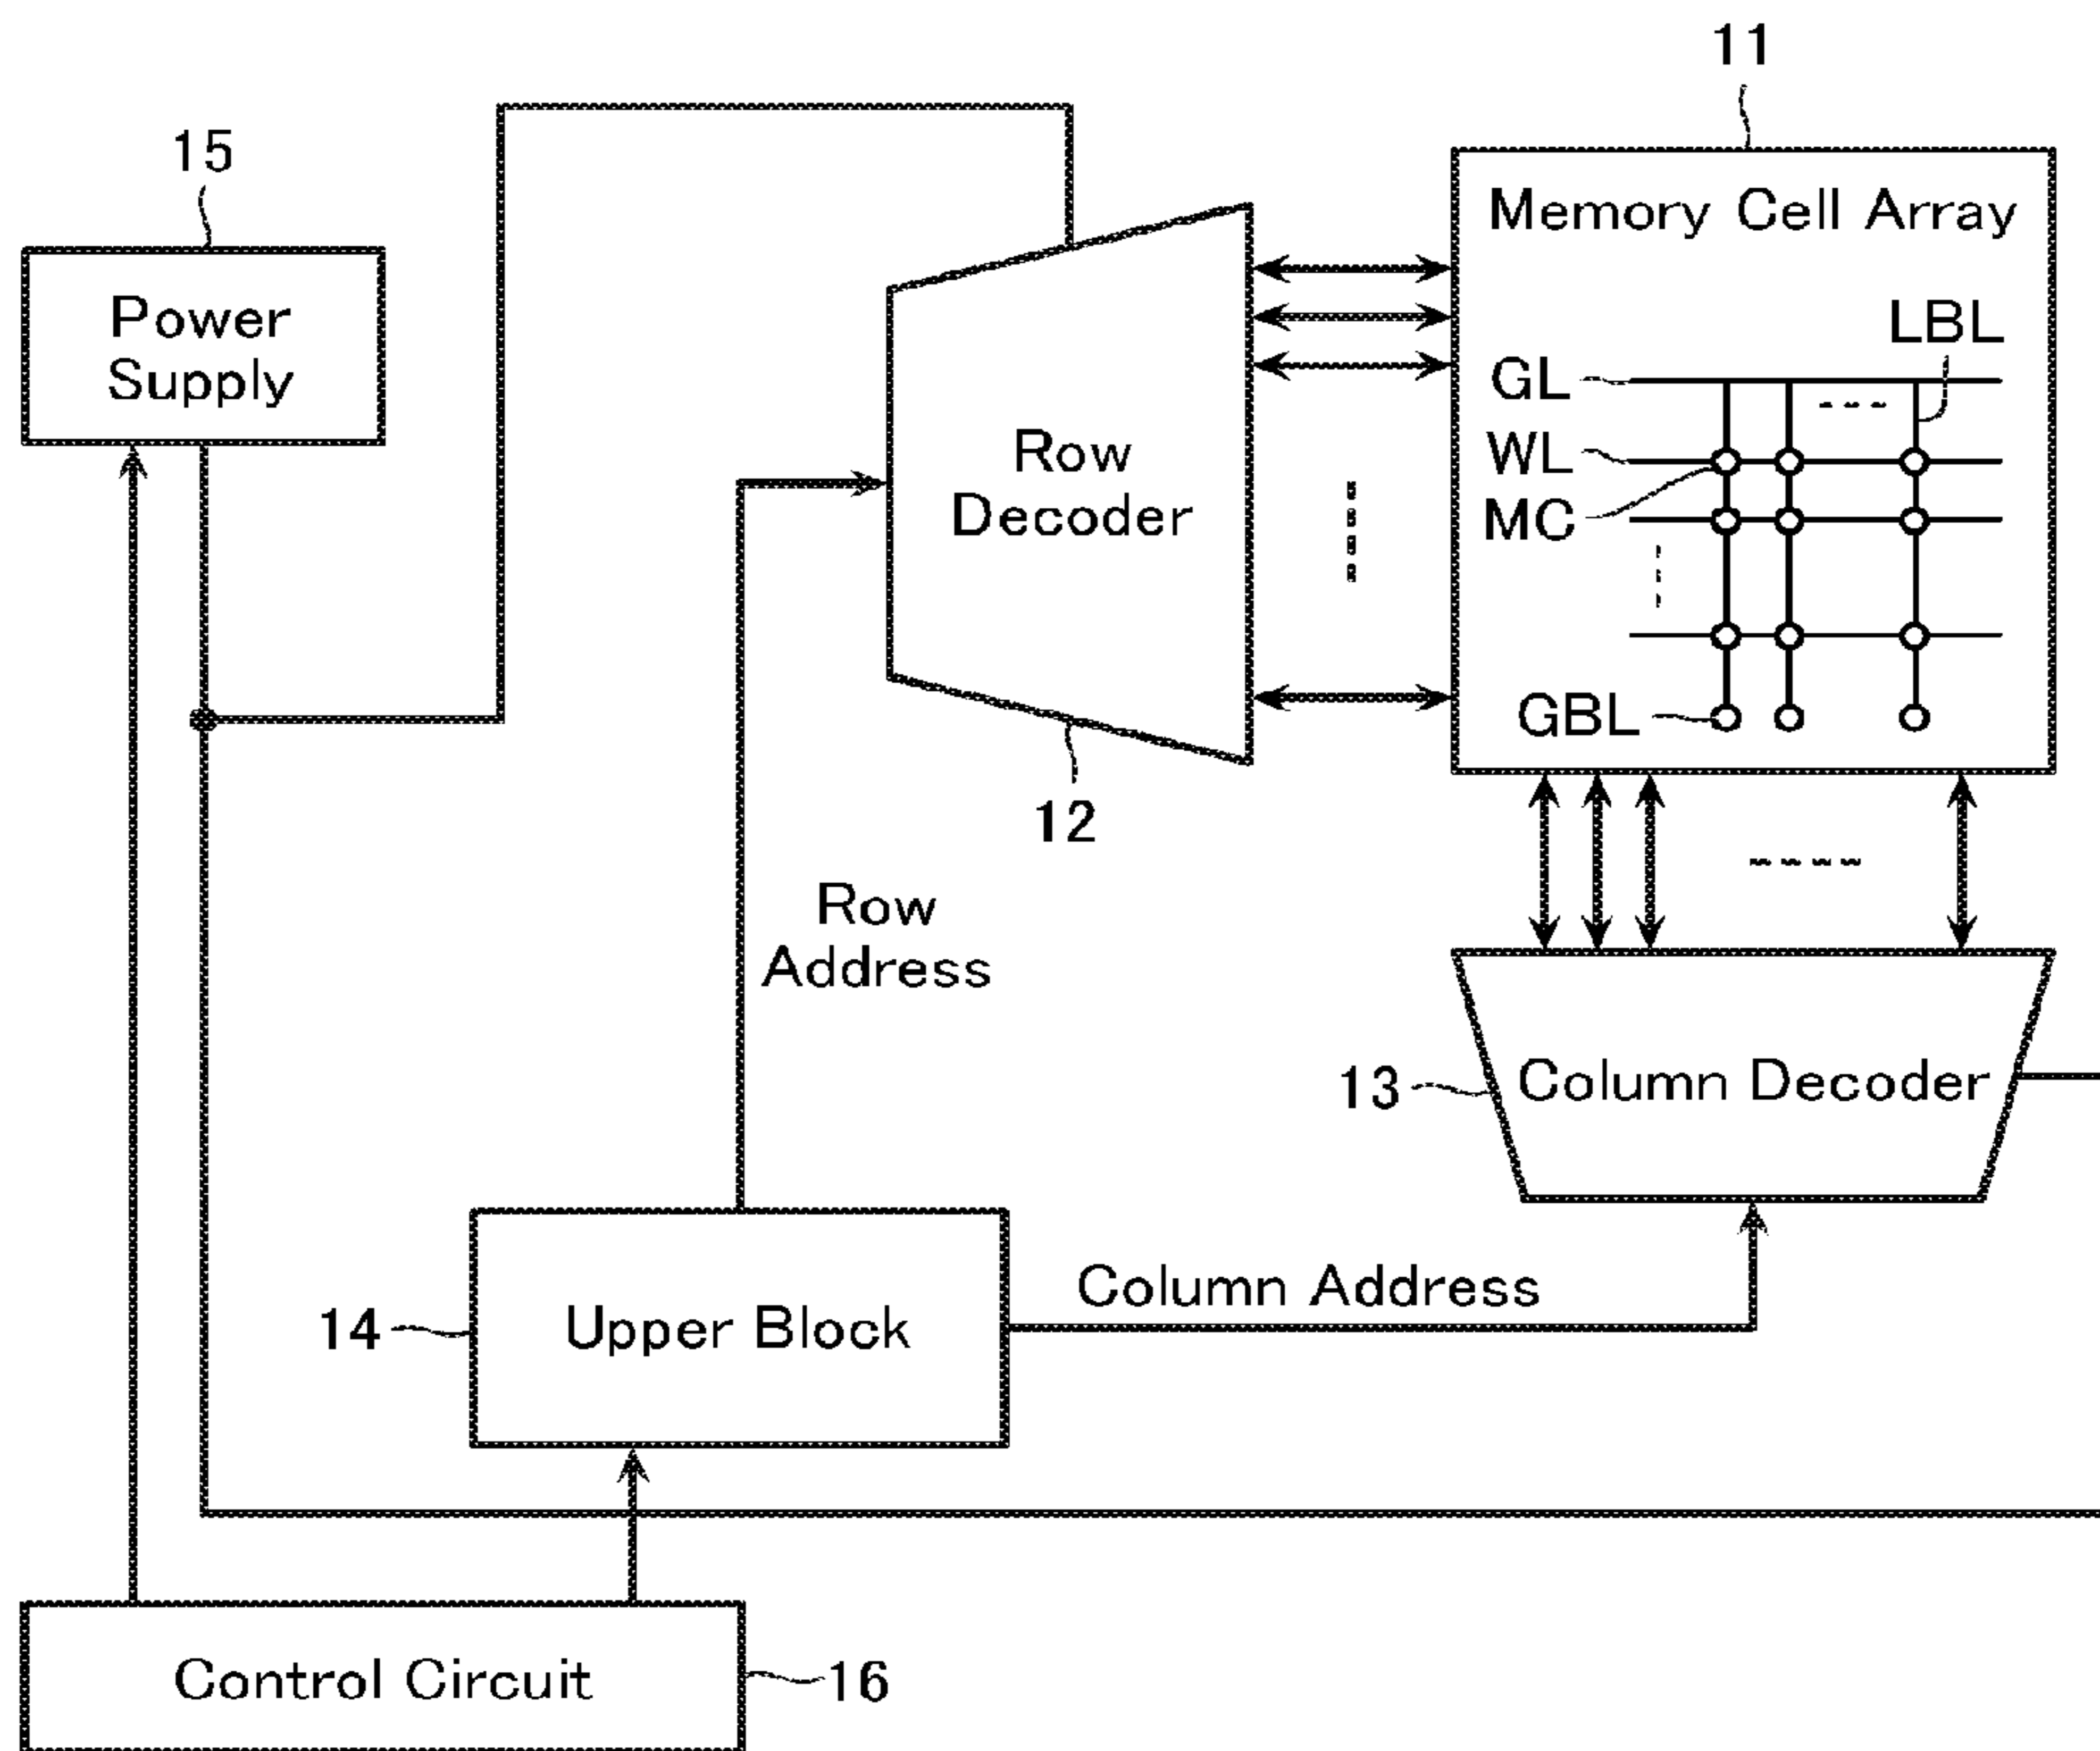 11
15
Memory Cell Array
Power
Supply
LBL
GL
WL
MC
GBL
Row
Decoder
12
Row
Address
13
Column Decoder
Column Address
14
Upper Block
Control Circuit
16